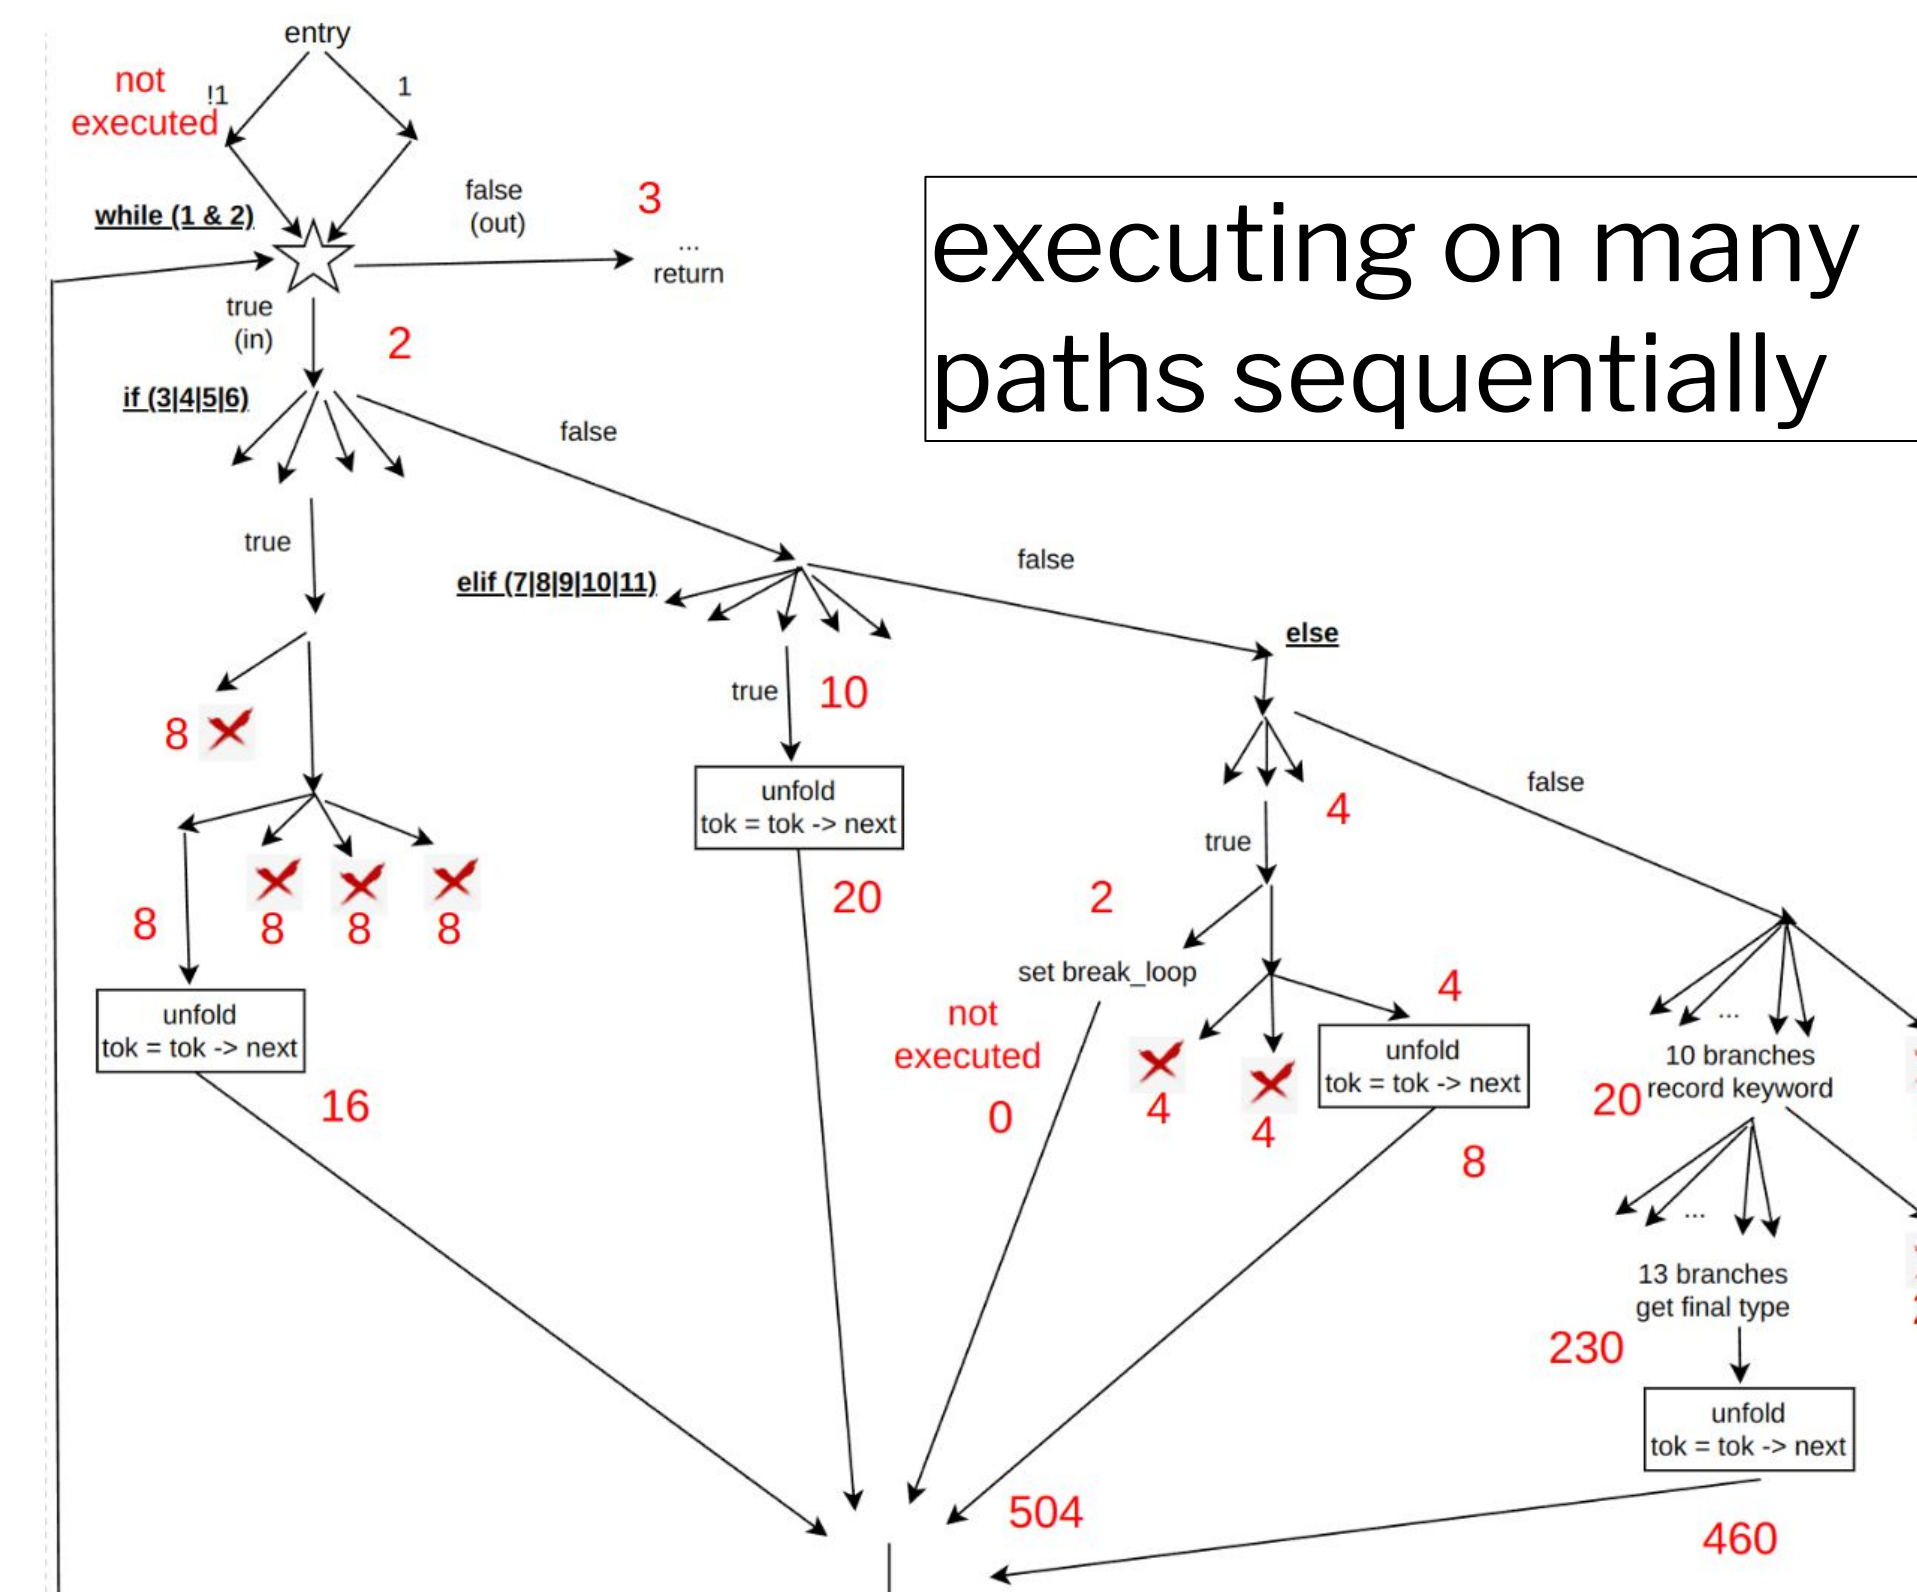 entry
not
executed
!1
1
while (1 & 2)
false
(out)
3
...
return
executing on many
paths sequentially
true
(in)
2
if (3|4|5|6)
false
true
elif (7|8|9|10|11)
false
else
8
true
10
unfold
tok = tok -> next
4
true
false
8
8
8
8
20
2
set break_loop
not
executed
0
4
4
4
unfold
tok = tok -> next
8
...
10 branches
record keyword
20
unfold
tok = tok -> next
16
...
13 branches
get final type
230
unfold
tok = tok -> next
504
460